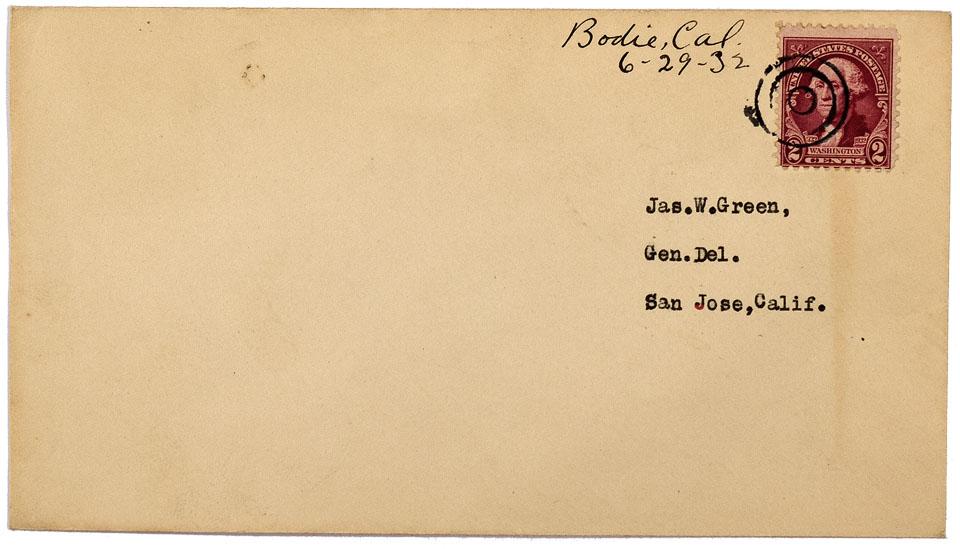 Bodie, Cal.
6-29-32
UNITED STATES POSTAGE
WASHINGTON
2 CENTS 2
Jas.W.Green,
Gen.Del.
San Jose,Calif.